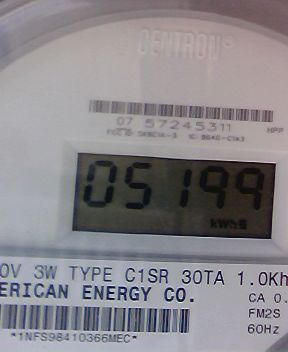 CENTRON®
07 57245311
HPP
05199
kWh
0V 3W TYPE C1SR 30TA 1.0Kh
ERICAN ENERGY CO.
CA 0.
FM2S
60Hz
*1NFS98410366MEC*